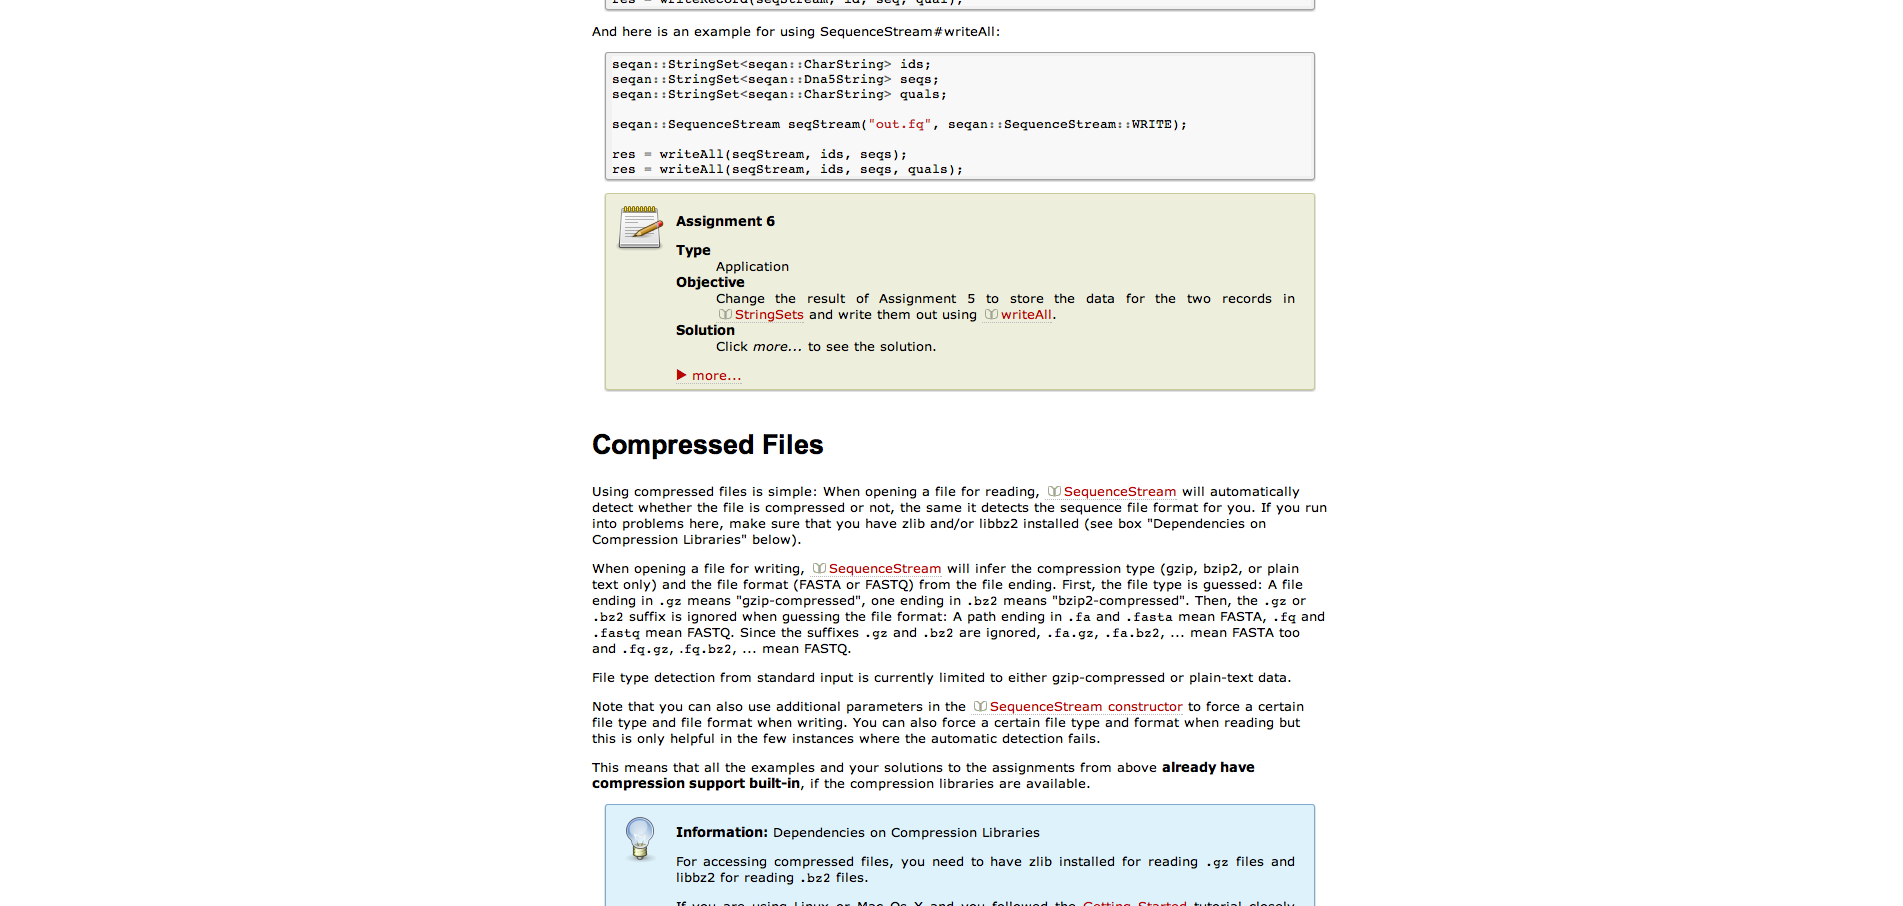 res = writeRecord(seqStream, id, seq, qual);
And here is an example for using SequenceStream#writeAll:
seqan::StringSet<seqan::CharString> ids;
seqan::StringSet<seqan::Dna5String> seqs;
seqan::StringSet<seqan::CharString> quals;
seqan::SequenceStream seqStream("out.fq", seqan::SequenceStream::WRITE);
res = writeAll(seqStream, ids, seqs);
res = writeAll(seqStream, ids, seqs, quals);
Assignment 6
Type
Application
Objective
Change the result of Assignment 5 to store the data for the two records in
StringSets and write them out using writeAll.
Solution
Click more... to see the solution.
more...
Compressed Files
Using compressed files is simple: When opening a file for reading, SequenceStream will automatically
detect whether the file is compressed or not, the same it detects the sequence file format for you. If you run
into problems here, make sure that you have zlib and/or libbz2 installed (see box "Dependencies on
Compression Libraries" below).
When opening a file for writing, SequenceStream will infer the compression type (gzip, bzip2, or plain
text only) and the file format (FASTA or FASTQ) from the file ending. First, the file type is guessed: A file
ending in .gz means "gzip-compressed", one ending in .bz2 means "bzip2-compressed". Then, the .gz or
.bz2 suffix is ignored when guessing the file format: A path ending in .fa and .fasta mean FASTA, .fq and
.fastq mean FASTQ. Since the suffixes .gz and .bz2 are ignored, .fa.gz, .fa.bz2, ... mean FASTA too
and .fq.gz, .fq.bz2, ... mean FASTQ.
File type detection from standard input is currently limited to either gzip-compressed or plain-text data.
Note that you can also use additional parameters in the SequenceStream constructor to force a certain
file type and file format when writing. You can also force a certain file type and format when reading but
this is only helpful in the few instances where the automatic detection fails.
This means that all the examples and your solutions to the assignments from above already have
compression support built-in, if the compression libraries are available.
Information: Dependencies on Compression Libraries
For accessing compressed files, you need to have zlib installed for reading .gz files and
libbz2 for reading .bz2 files.
If you are using Linux or Mac Os X and you followed the Getting Started tutorial closely